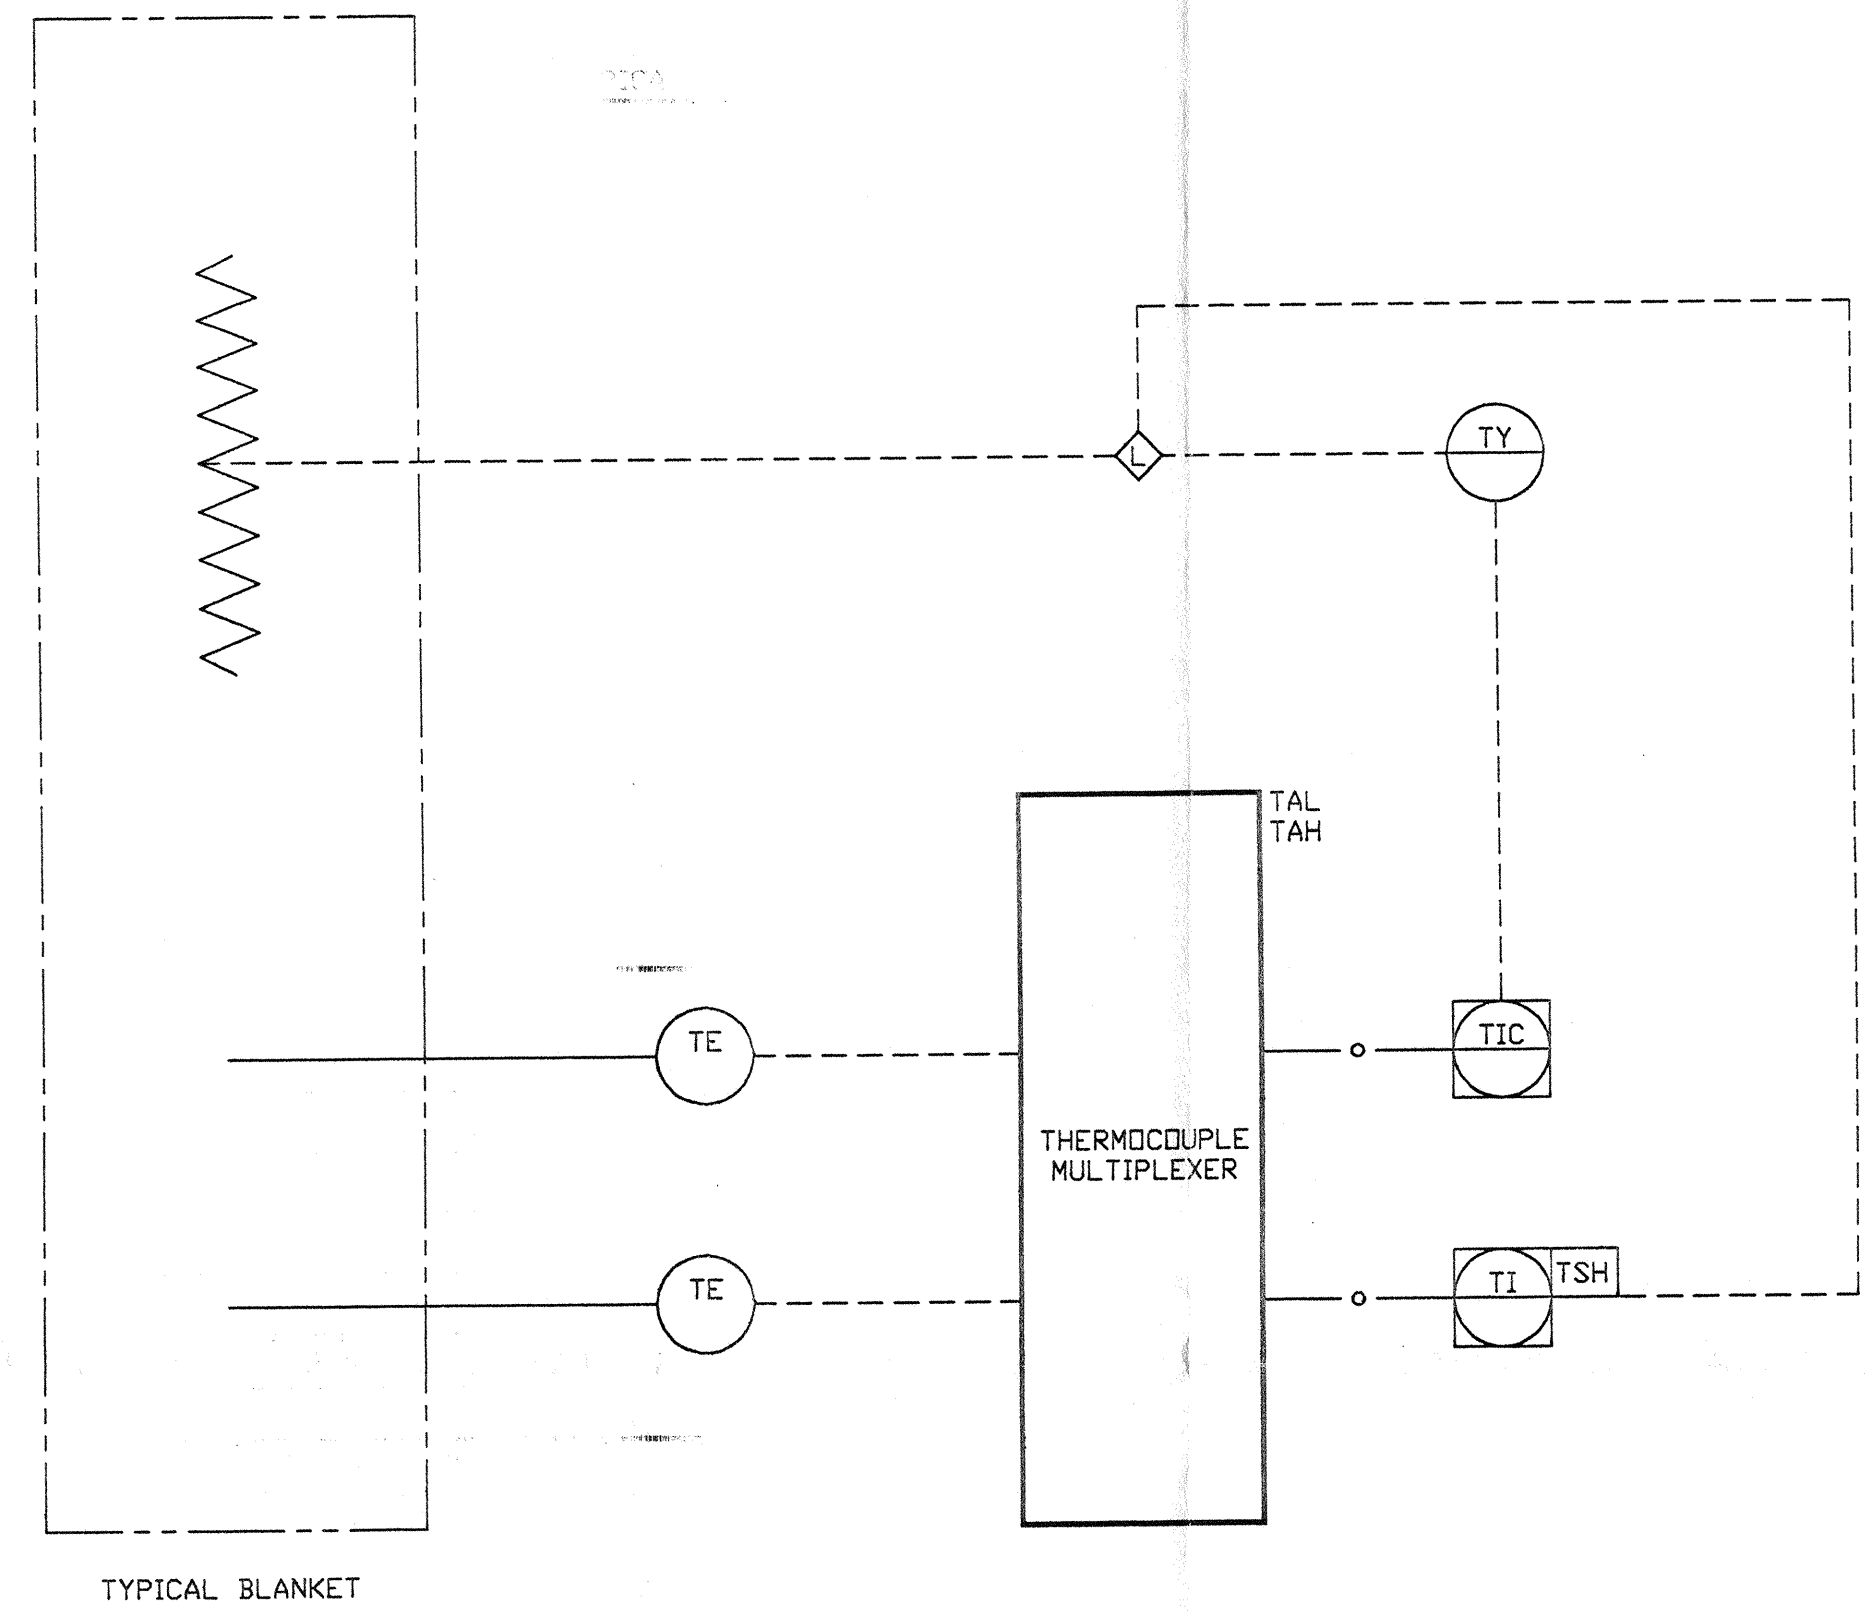 TY
L
TAL
TAH
TE
TIC
THERMOCOUPLE
MULTIPLEXER
TE
TI
TSH
TYPICAL BLANKET